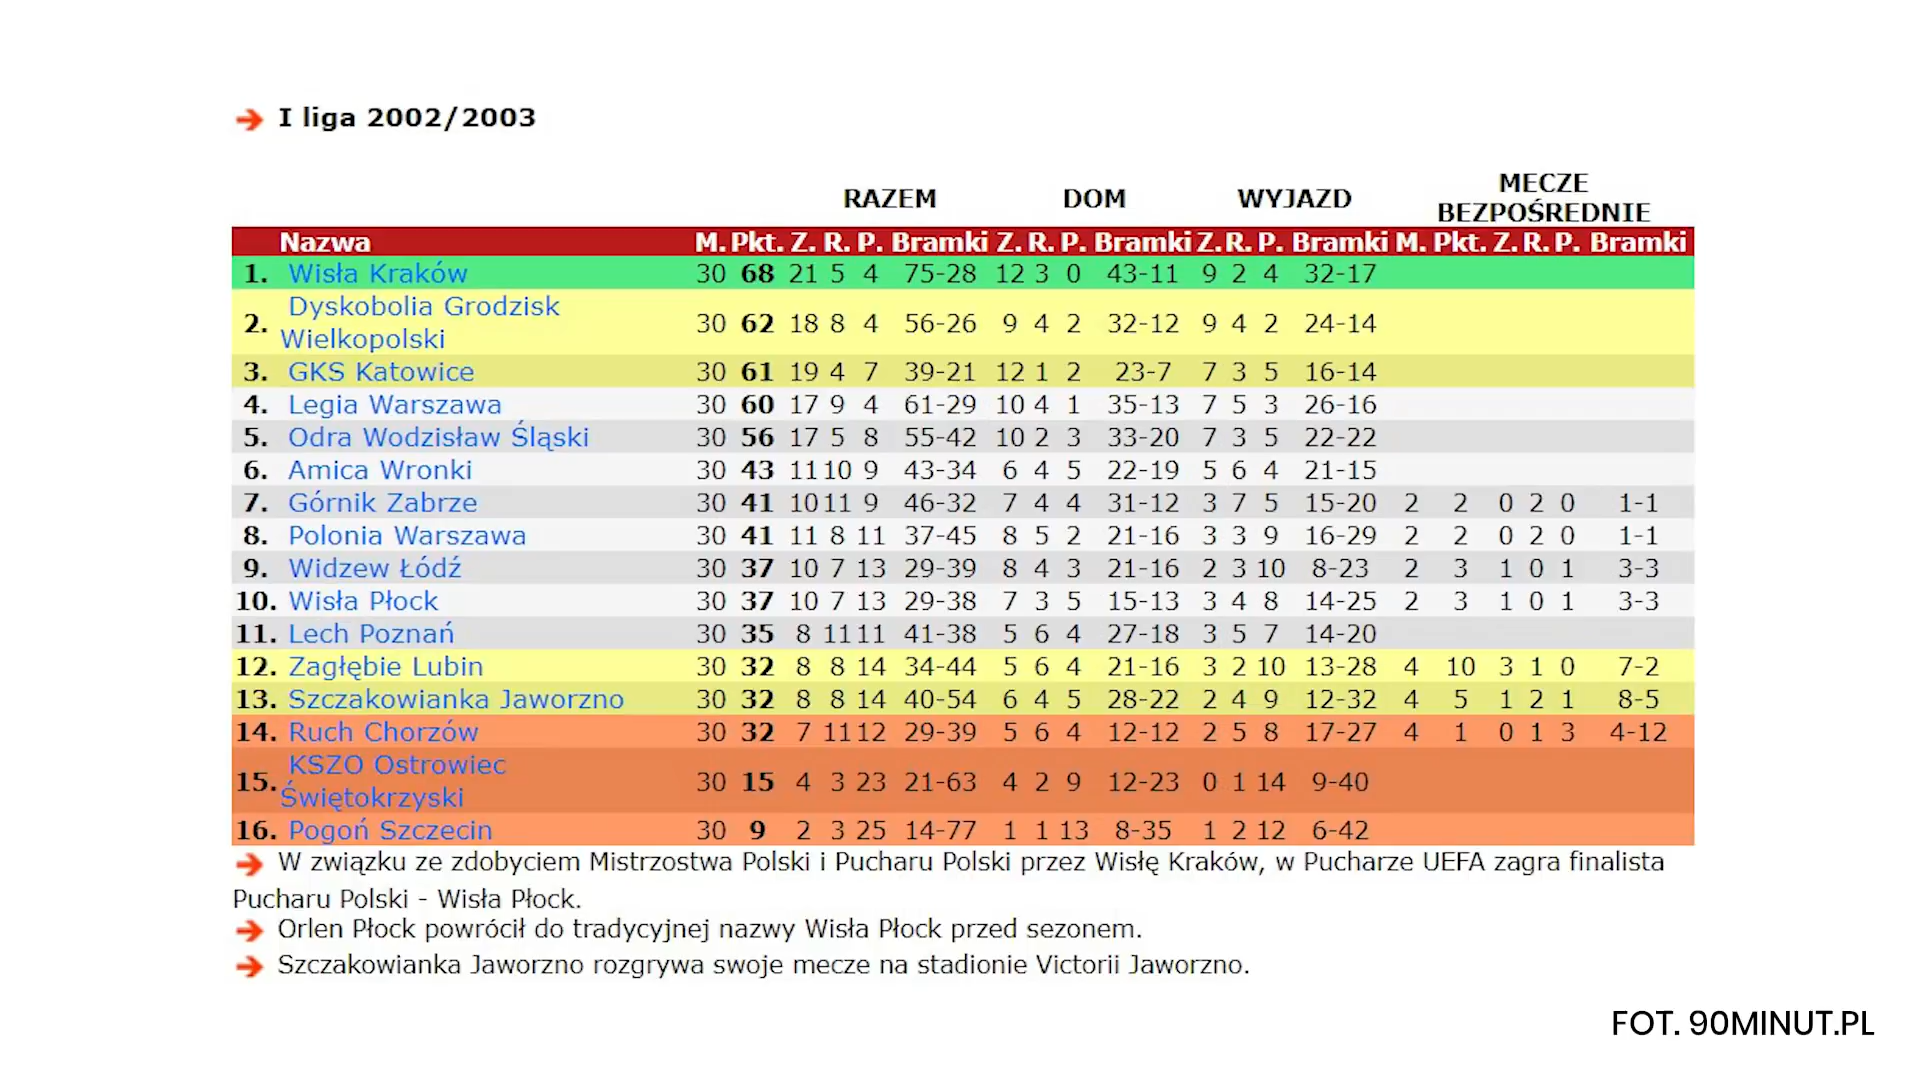 I liga 2002/2003
RAZEM DOM WYJAZD MECZE BEZPOŚREDNIE
Nazwa M. Pkt. Z. R. P. Bramki Z. R. P. Bramki Z. R. P. Bramki M. Pkt. Z. R. P. Bramki
1. Wisła Kraków 30 68 21 5 4 75-28 12 3 0 43-11 9 2 4 32-17
2. Dyskobolia Grodzisk Wielkopolski 30 62 18 8 4 56-26 9 4 2 32-12 9 4 2 24-14
3. GKS Katowice 30 61 19 4 7 39-21 12 1 2 23-7 7 3 5 16-14
4. Legia Warszawa 30 60 17 9 4 61-29 10 4 1 35-13 7 5 3 26-16
5. Odra Wodzisław Śląski 30 56 17 5 8 55-42 10 2 3 33-20 7 3 5 22-22
6. Amica Wronki 30 43 11 10 9 43-34 6 4 5 22-19 5 6 4 21-15
7. Górnik Zabrze 30 41 10 11 9 46-32 7 4 4 31-12 3 7 5 15-20 2 2 0 2 0 1-1
8. Polonia Warszawa 30 41 11 8 11 37-45 8 5 2 21-16 3 3 9 16-29 2 2 0 2 0 1-1
9. Widzew Łódź 30 37 10 7 13 29-39 8 4 3 21-16 2 3 10 8-23 2 3 1 0 1 3-3
10. Wisła Płock 30 37 10 7 13 29-38 7 3 5 15-13 3 4 8 14-25 2 3 1 0 1 3-3
11. Lech Poznań 30 35 8 11 11 41-38 5 6 4 27-18 3 5 7 14-20
12. Zagłębie Lubin 30 32 8 8 14 34-44 5 6 4 21-16 3 2 10 13-28 4 10 3 1 0 7-2
13. Szczakowianka Jaworzno 30 32 8 8 14 40-54 6 4 5 28-22 2 4 9 12-32 4 5 1 2 1 8-5
14. Ruch Chorzów 30 32 7 11 12 29-39 5 6 4 12-12 2 5 8 17-27 4 1 0 1 3 4-12
15. KSZO Ostrowiec Świętokrzyski 30 15 4 3 23 21-63 4 2 9 12-23 0 1 14 9-40
16. Pogoń Szczecin 30 9 2 3 25 14-77 1 1 13 8-35 1 2 12 6-42
W związku ze zdobyciem Mistrzostwa Polski i Pucharu Polski przez Wisłę Kraków, w Pucharze UEFA zagra finalista
Pucharu Polski - Wisła Płock.
Orlen Płock powrócił do tradycyjnej nazwy Wisła Płock przed sezonem.
Szczakowianka Jaworzno rozgrywa swoje mecze na stadionie Victorii Jaworzno.
FOT. 90MINUT.PL